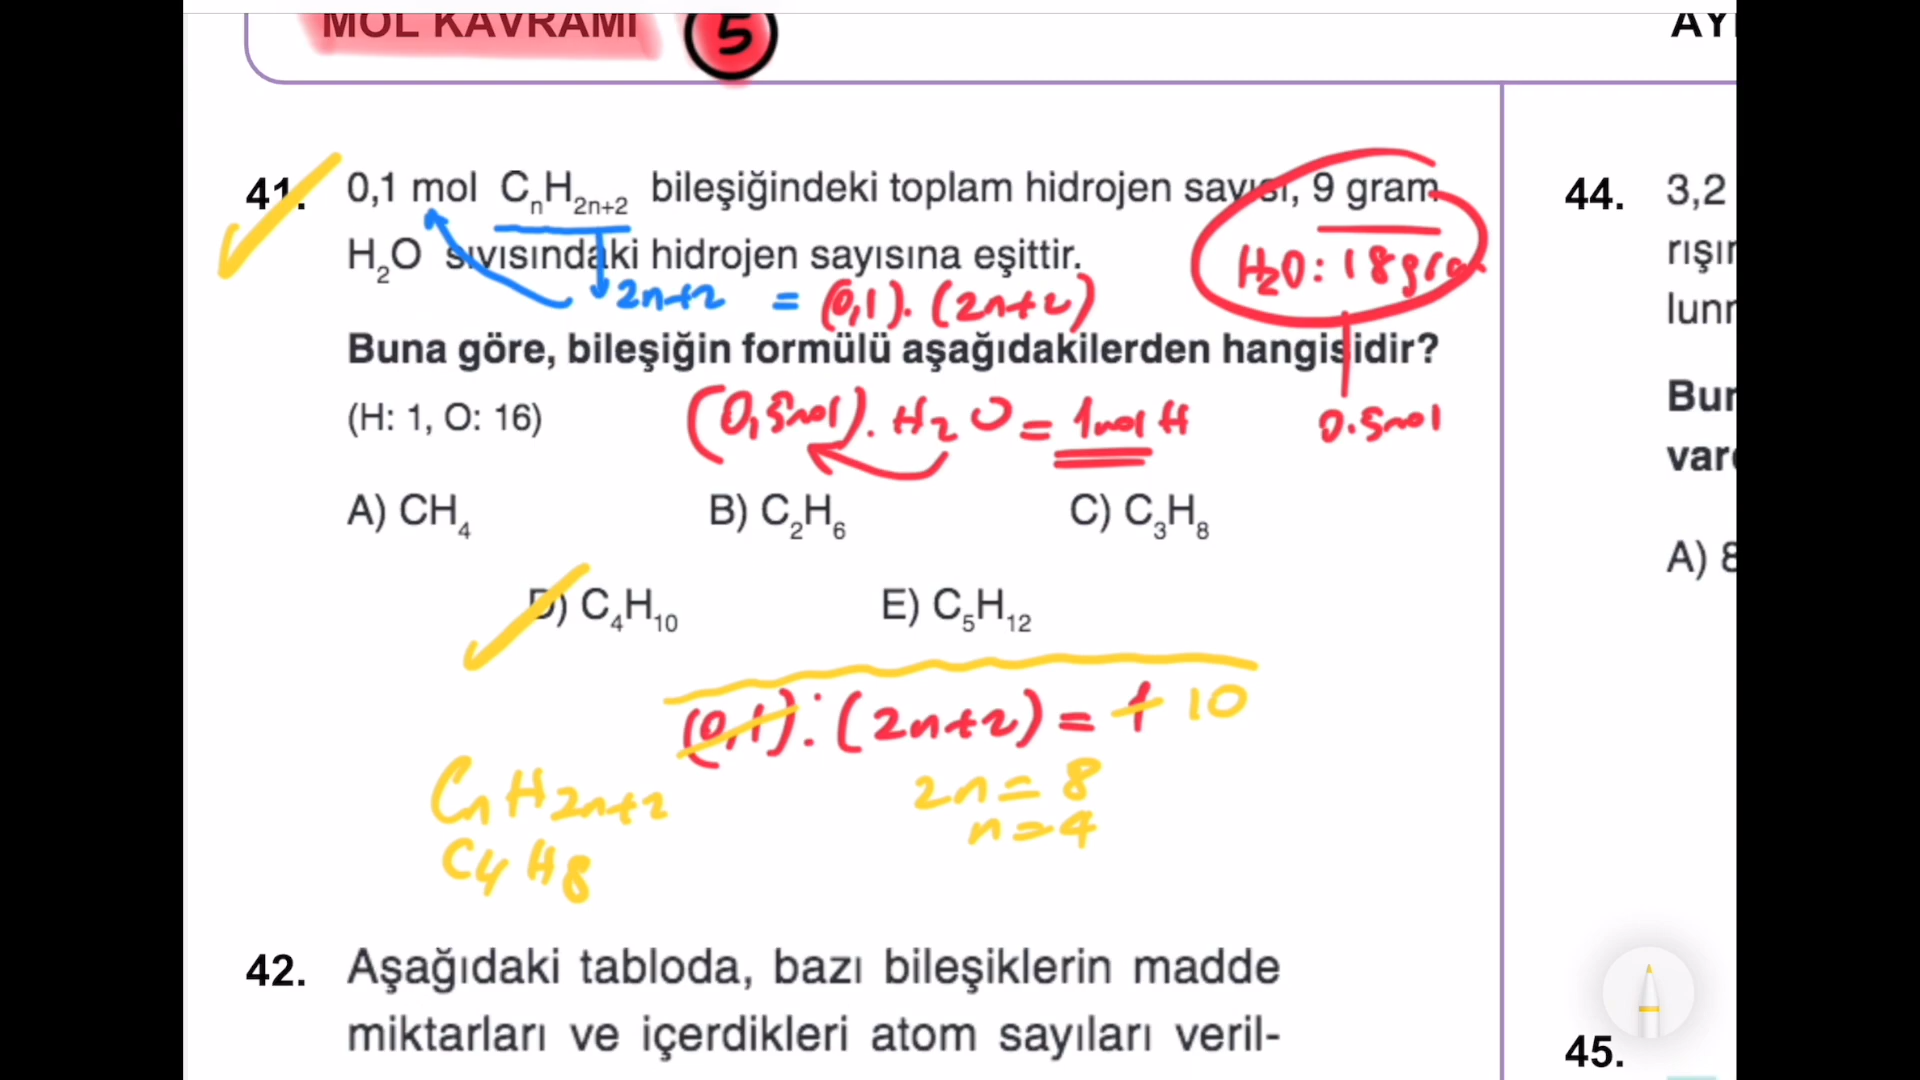 MOL KAVRAMI 5
AYI
41. 0,1 mol CₙH₂ₙ₊₂ bileşiğindeki toplam hidrojen sayısı, 9 gram
H₂O sıvısındaki hidrojen sayısına eşittir.
H₂O : 18 gram
2n+2 = (0,1). (2n+2)
Buna göre, bileşiğin formülü aşağıdakilerden hangisidir?
(H: 1, O: 16)
(0,5mol). H₂O = 1mol H
0.5mol
A) CH₄ B) C₂H₆ C) C₃H₈
D) C₄H₁₀ E) C₅H₁₂
(0,1).(2n+2) = 1 10
2n = 8
n = 4
CₙH₂ₙ₊₂
C₄H₈
42. Aşağıdaki tabloda, bazı bileşiklerin madde
miktarları ve içerdikleri atom sayıları veril-
44. 3,2
rışır
lunr
Bur
var
A) 8
45.